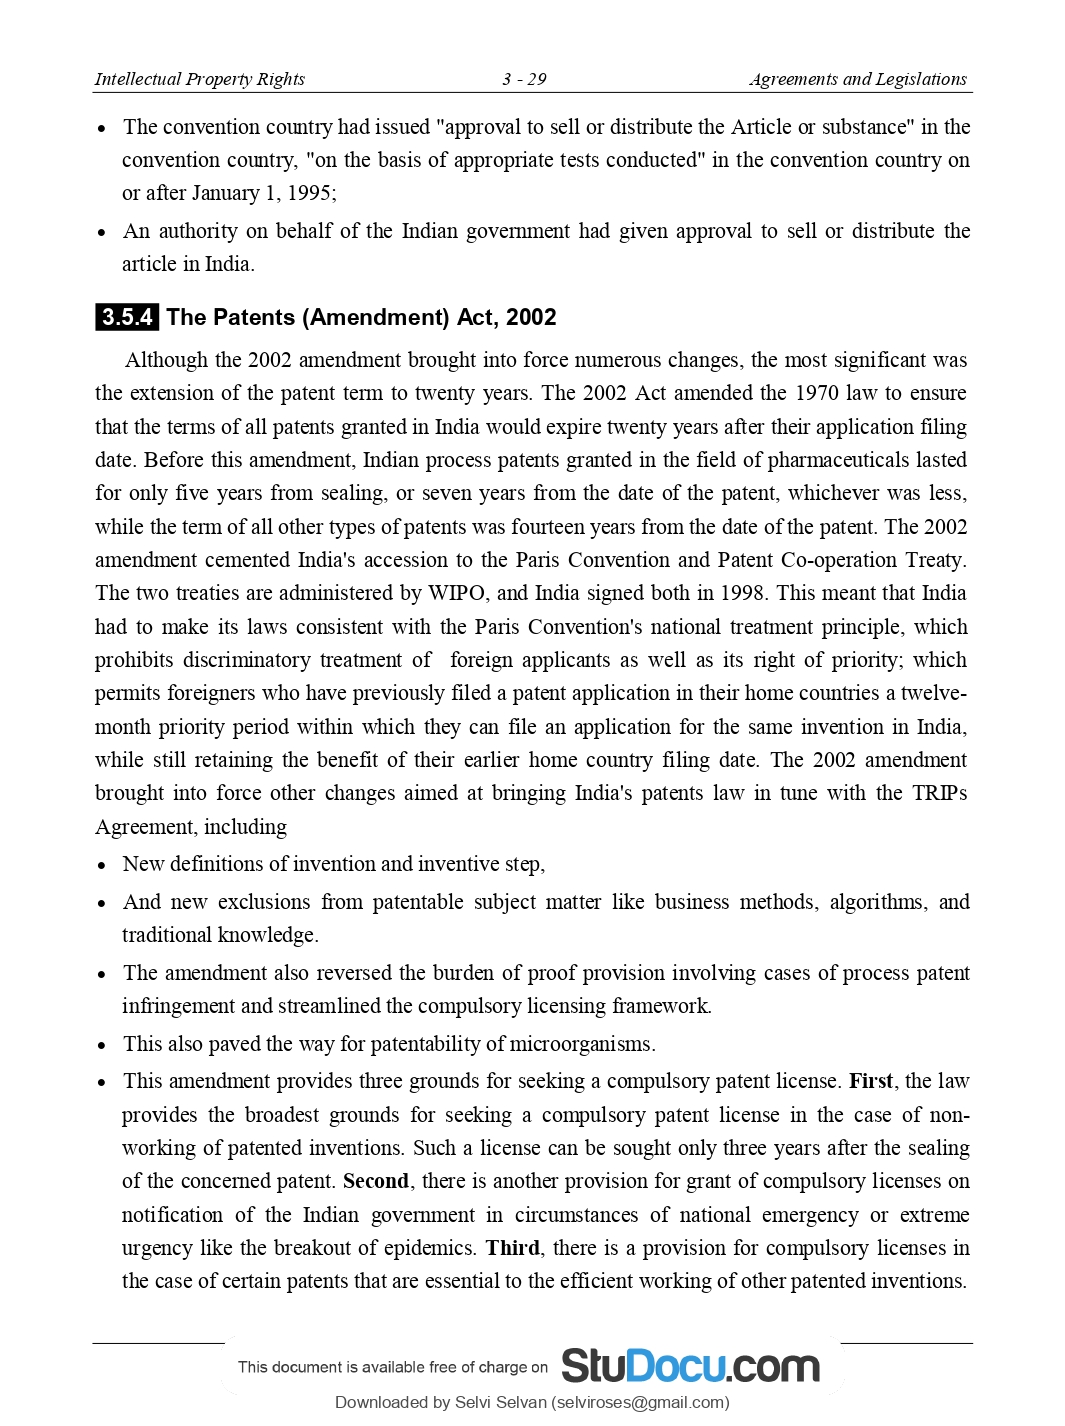 Intellectual Property Rights 3 - 29 Agreements and Legislations
• The convention country had issued "approval to sell or distribute the Article or substance" in the
convention country, "on the basis of appropriate tests conducted" in the convention country on
or after January 1, 1995;
• An authority on behalf of the Indian government had given approval to sell or distribute the
article in India.
3.5.4 The Patents (Amendment) Act, 2002
Although the 2002 amendment brought into force numerous changes, the most significant was
the extension of the patent term to twenty years. The 2002 Act amended the 1970 law to ensure
that the terms of all patents granted in India would expire twenty years after their application filing
date. Before this amendment, Indian process patents granted in the field of pharmaceuticals lasted
for only five years from sealing, or seven years from the date of the patent, whichever was less,
while the term of all other types of patents was fourteen years from the date of the patent. The 2002
amendment cemented India's accession to the Paris Convention and Patent Co-operation Treaty.
The two treaties are administered by WIPO, and India signed both in 1998. This meant that India
had to make its laws consistent with the Paris Convention's national treatment principle, which
prohibits discriminatory treatment of foreign applicants as well as its right of priority; which
permits foreigners who have previously filed a patent application in their home countries a twelve-
month priority period within which they can file an application for the same invention in India,
while still retaining the benefit of their earlier home country filing date. The 2002 amendment
brought into force other changes aimed at bringing India's patents law in tune with the TRIPs
Agreement, including
• New definitions of invention and inventive step,
• And new exclusions from patentable subject matter like business methods, algorithms, and
traditional knowledge.
• The amendment also reversed the burden of proof provision involving cases of process patent
infringement and streamlined the compulsory licensing framework.
• This also paved the way for patentability of microorganisms.
• This amendment provides three grounds for seeking a compulsory patent license. First, the law
provides the broadest grounds for seeking a compulsory patent license in the case of non-
working of patented inventions. Such a license can be sought only three years after the sealing
of the concerned patent. Second, there is another provision for grant of compulsory licenses on
notification of the Indian government in circumstances of national emergency or extreme
urgency like the breakout of epidemics. Third, there is a provision for compulsory licenses in
the case of certain patents that are essential to the efficient working of other patented inventions.
This document is available free of charge on StuDocu.com
Downloaded by Selvi Selvan (selviroses@gmail.com)